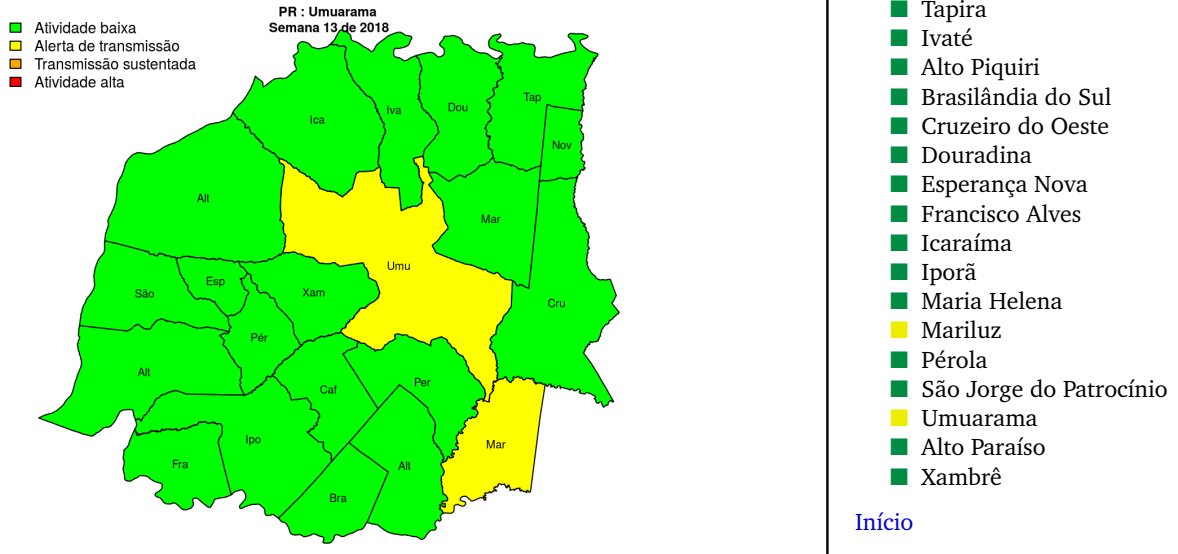 PR : Umuarama
Semana 13 de 2018
Atividade baixa
Alerta de transmissão
Transmissão sustentada
Atividade alta
Ica
Iva
Dou
Tap
Nov
Alt
Mar
Umu
Esp
São
Xam
Cru
Pér
Alt
Caf
Per
Ipo
Mar
Fra
Alt
Bra
Tapira
Ivaté
Alto Piquiri
Brasilândia do Sul
Cruzeiro do Oeste
Douradina
Esperança Nova
Francisco Alves
Icaraíma
Iporã
Maria Helena
Mariluz
Pérola
São Jorge do Patrocínio
Umuarama
Alto Paraíso
Xambrê
Início